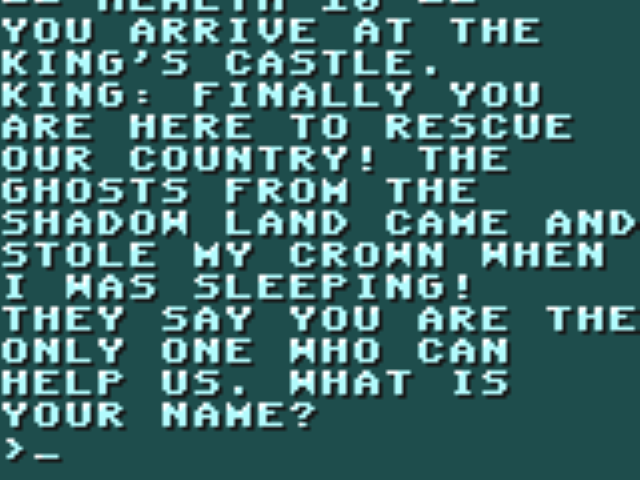 -- HEALTH 10 --
YOU ARRIVE AT THE
KING'S CASTLE.
KING: FINALLY YOU
ARE HERE TO RESCUE
OUR COUNTRY! THE
GHOSTS FROM THE
SHADOW LAND CAME AND
STOLE MY CROWN WHEN
I WAS SLEEPING!
THEY SAY YOU ARE THE
ONLY ONE WHO CAN
HELP US. WHAT IS
YOUR NAME?
>_